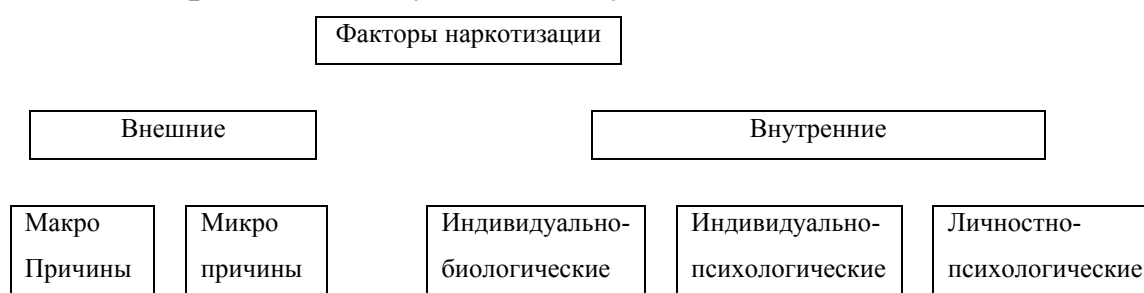 Факторы наркотизации
Внешние
Внутренние
Макро
Причины
Микро
причины
Индивидуально-
биологические
Индивидуально-
психологические
Личностно-
психологические